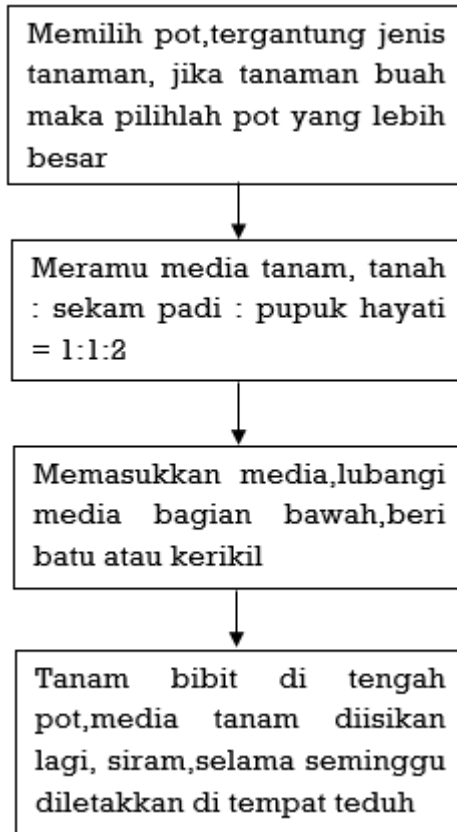 Memilih pot,tergantung jenis
tanaman, jika tanaman buah
maka pilihlah pot yang lebih
besar
Meramu media tanam, tanah
: sekam padi : pupuk hayati
= 1:1:2
Memasukkan media,lubangi
media bagian bawah,beri
batu atau kerikil
Tanam bibit di tengah
pot,media tanam diisikan
lagi, siram,selama seminggu
diletakkan di tempat teduh